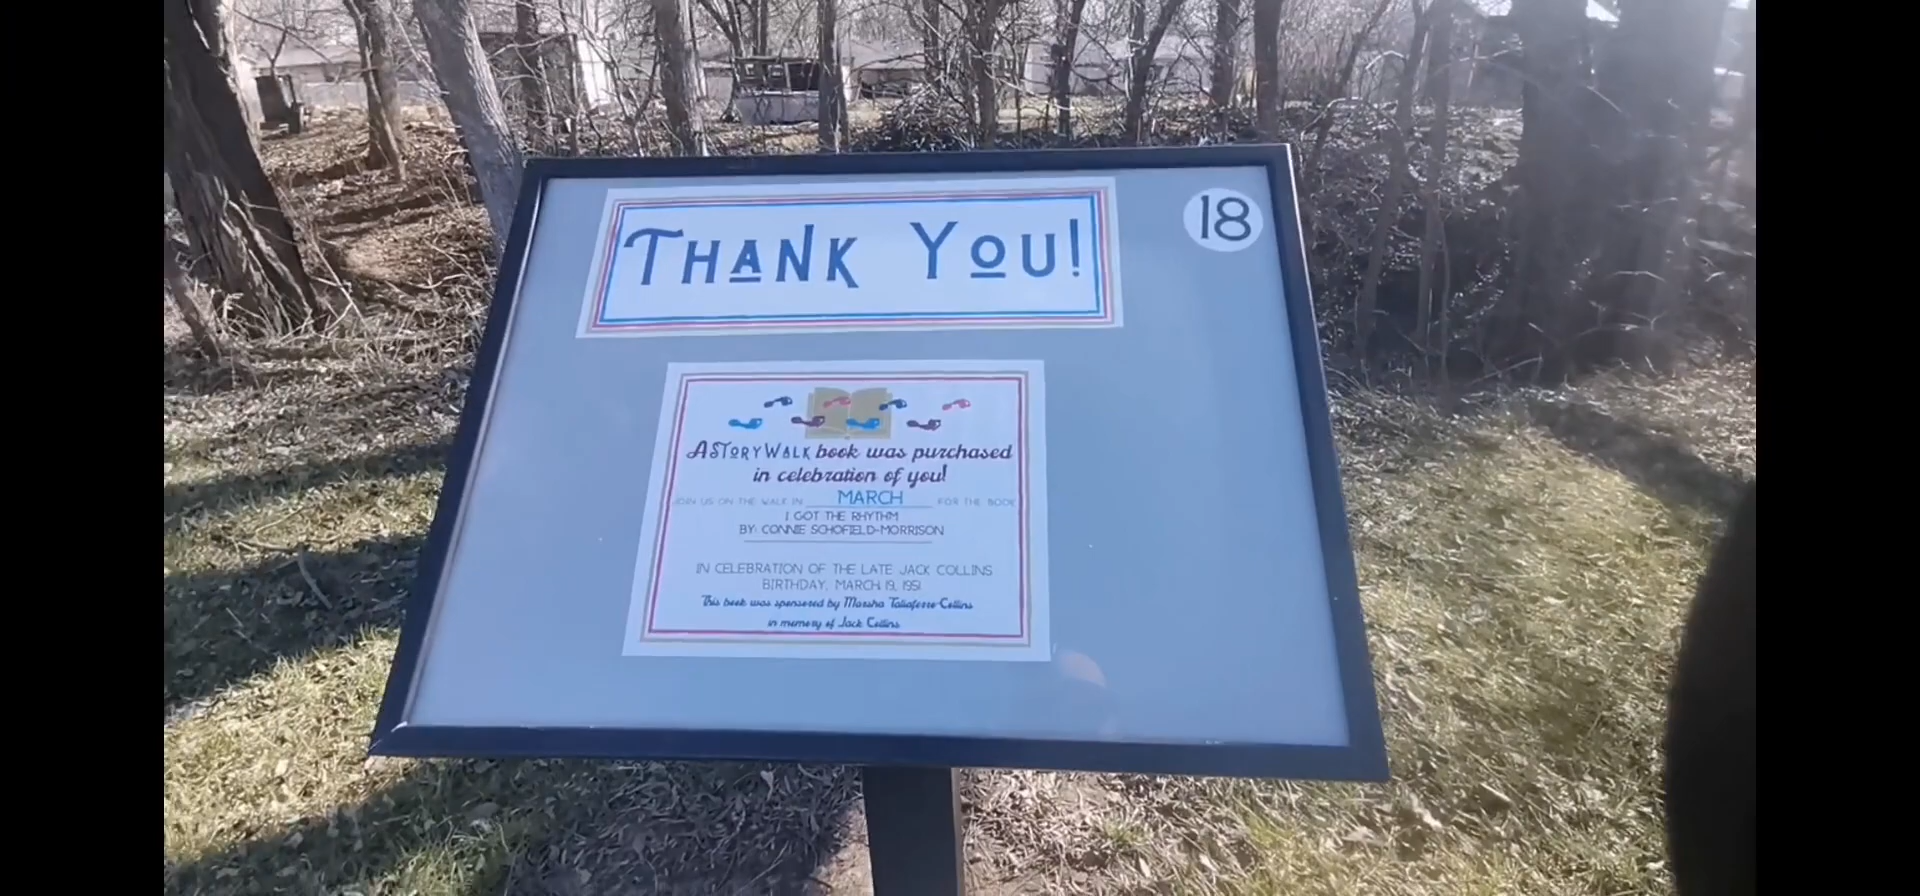 THANK YOU!
18
A STORYWALK book was purchased
in celebration of you!
JOIN US ON THE WALK IN MARCH FOR THE BOOK
I GOT THE RHYTHM
BY: CONNIE SCHOFIELD-MORRISON
IN CELEBRATION OF THE LATE JACK COLLINS
BIRTHDAY, MARCH 19, 1951
This book was sponsored by Marsha Taliaferro-Collins
in memory of Jack Collins